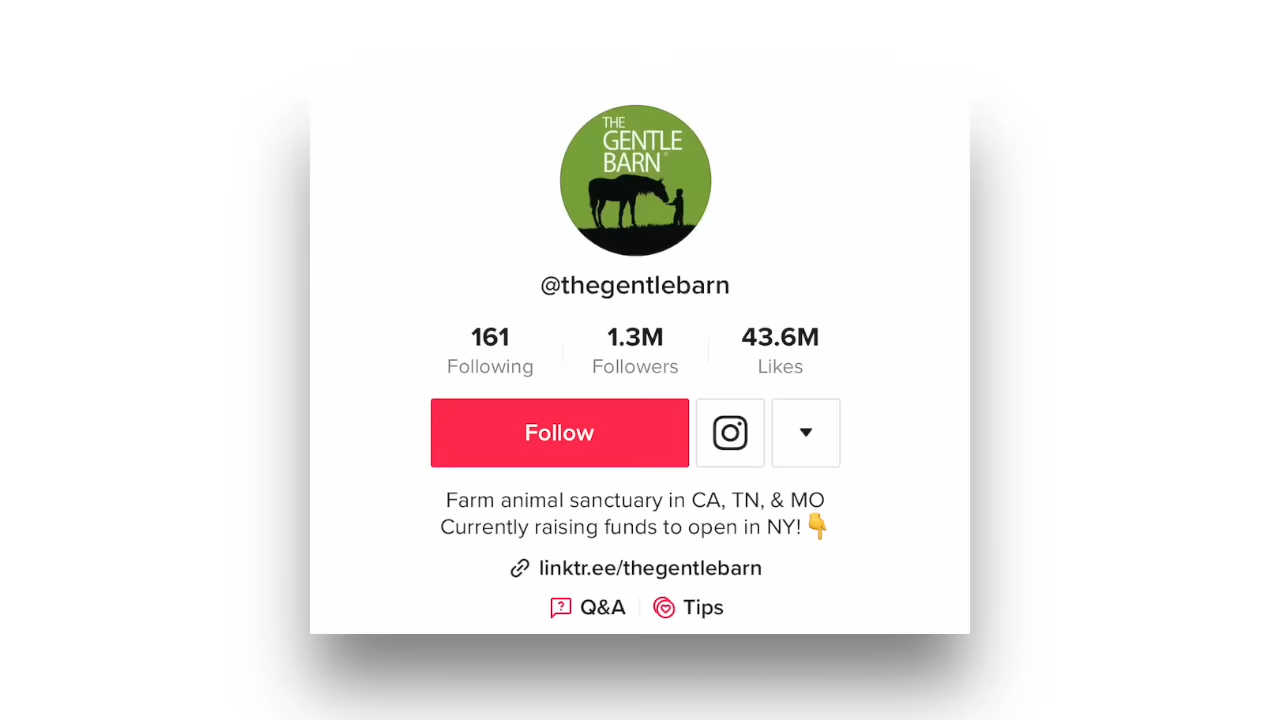 THE
GENTLE
BARN
@thegentlebarn
161 1.3M 43.6M
Following Followers Likes
Follow
Farm animal sanctuary in CA, TN, & MO
Currently raising funds to open in NY! 👇
linktr.ee/thegentlebarn
Q&A Tips